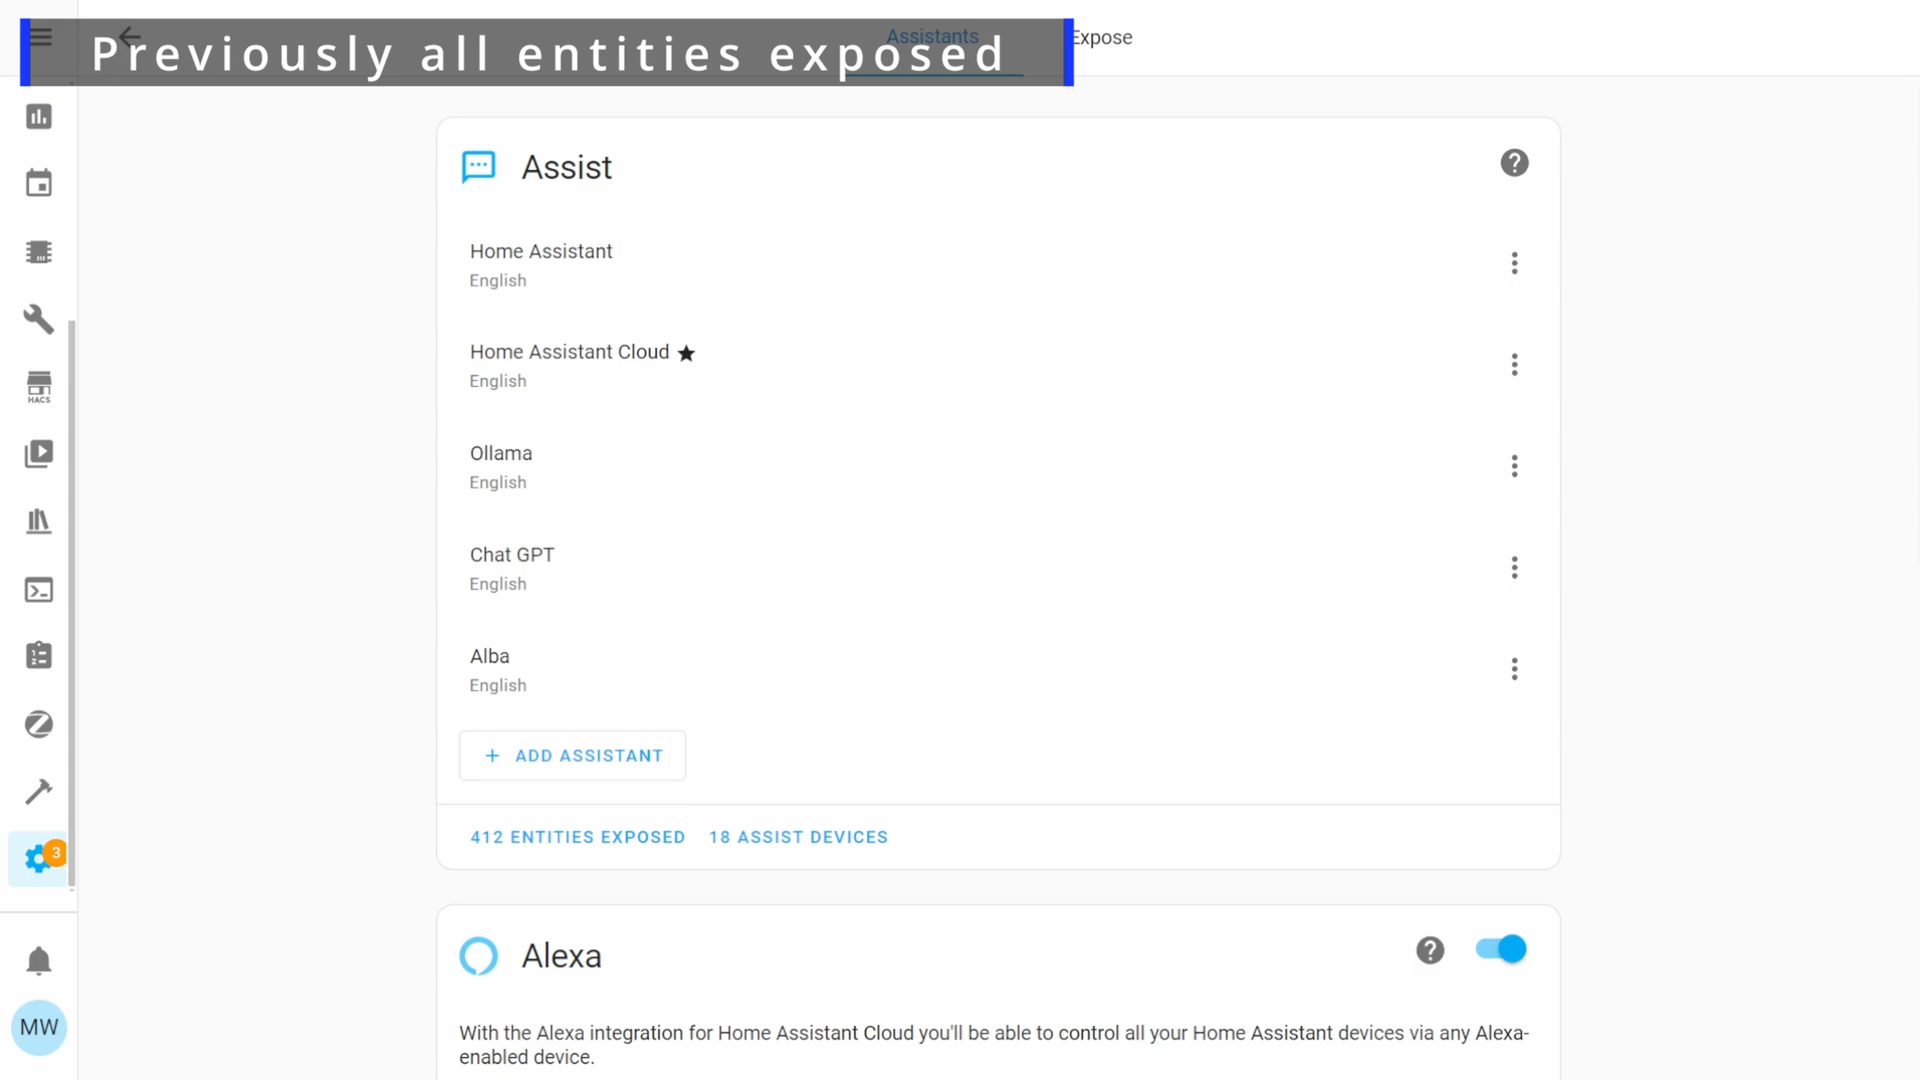 Previously all entities exposed
Assistants
Expose
Assist
Home Assistant
English
Home Assistant Cloud
English
Ollama
English
Chat GPT
English
Alba
English
+ ADD ASSISTANT
412 ENTITIES EXPOSED 18 ASSIST DEVICES
HACS
3
MW
Alexa
With the Alexa integration for Home Assistant Cloud you'll be able to control all your Home Assistant devices via any Alexa-
enabled device.